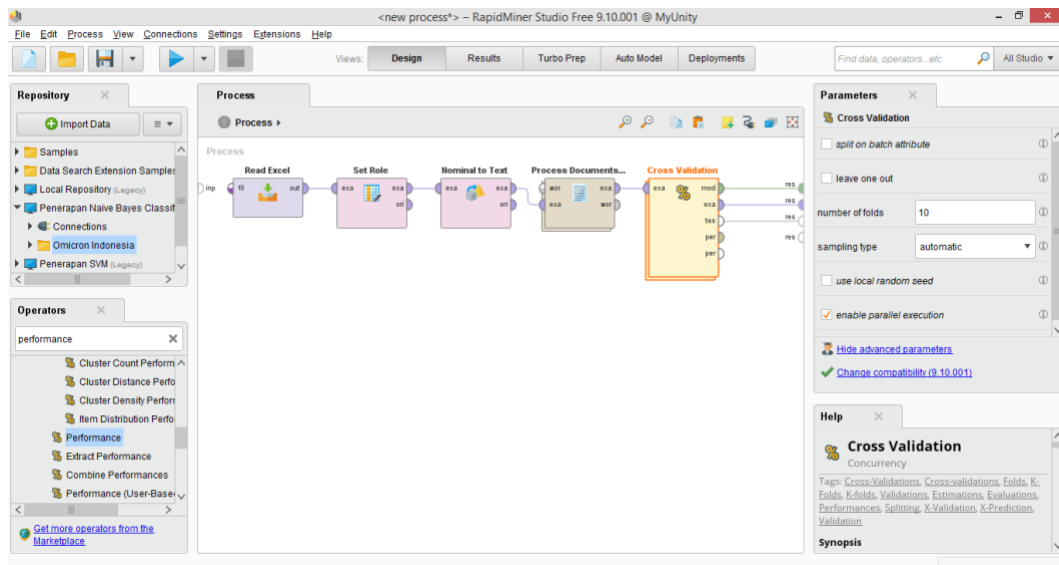 <new process*> – RapidMiner Studio Free 9.10.001 @ MyUnity
File Edit Process View Connections Settings Extensions Help
Views: Design Results Turbo Prep Auto Model Deployments
Find data, operators...etc
All Studio
Repository
Import Data
Samples
Data Search Extension Samples
Local Repository (Legacy)
Penerapan Naive Bayes Classif
Connections
Omicron Indonesia
Penerapan SVM (Legacy)
Operators
performance
Cluster Count Perform
Cluster Distance Perfo
Cluster Density Perforr
Item Distribution Perfo
Performance
Extract Performance
Combine Performances
Performance (User-Base
Get more operators from the
Marketplace
Process
Process
Process
Read Excel Set Role Nominal to Text Process Documents... Cross Validation
inp fil out exa exa exa exa wor exa exa mod res
ori ori exa wor exa res
tes res
per res
per
Parameters
Cross Validation
split on batch attribute
leave one out
number of folds 10
sampling type automatic
use local random seed
enable parallel execution
Hide advanced parameters
Change compatibility (9.10.001)
Help
Cross Validation
Concurrency
Tags: Cross-Validations, Cross-validations, Folds, K-
Folds, K-folds, Validations, Estimations, Evaluations,
Performances, Splitting, X-Validation, X-Prediction,
Validation
Synopsis